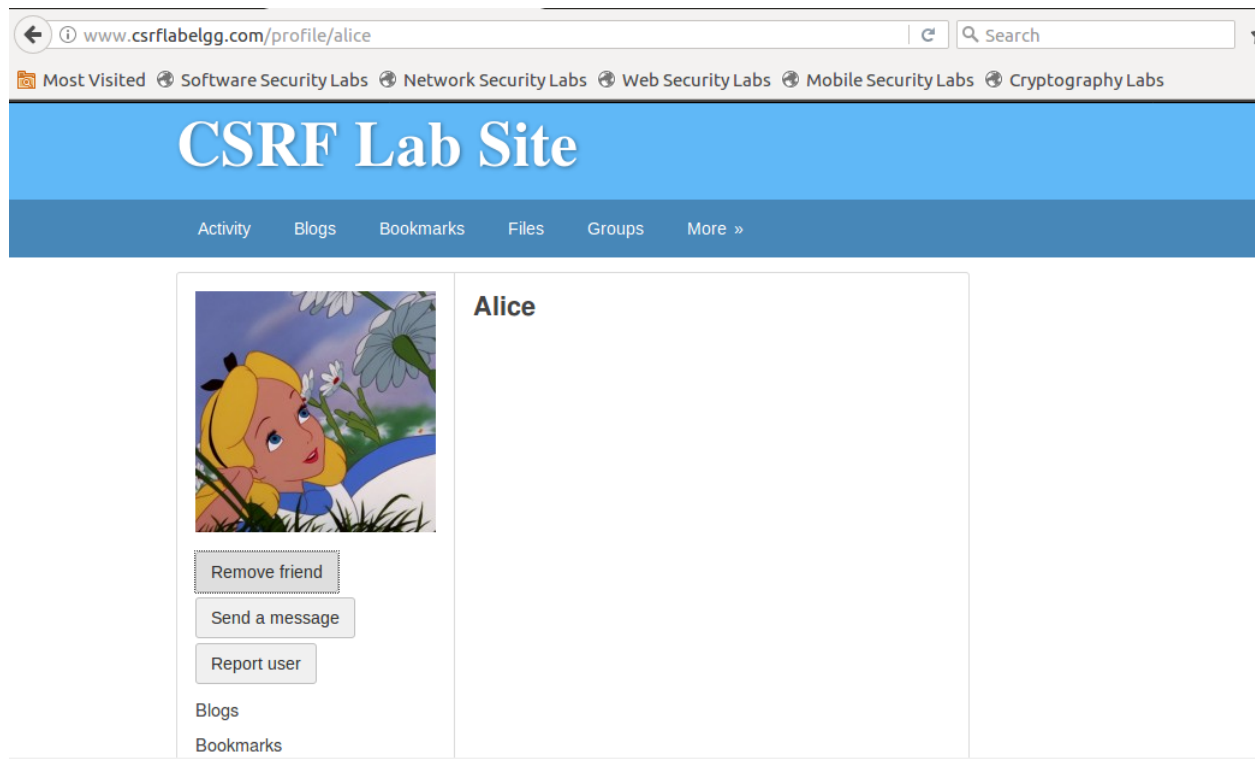 www.csrflabelgg.com/profile/alice Search
Most Visited Software Security Labs Network Security Labs Web Security Labs Mobile Security Labs Cryptography Labs
CSRF Lab Site
Activity Blogs Bookmarks Files Groups More »
Alice
Remove friend
Send a message
Report user
Blogs
Bookmarks